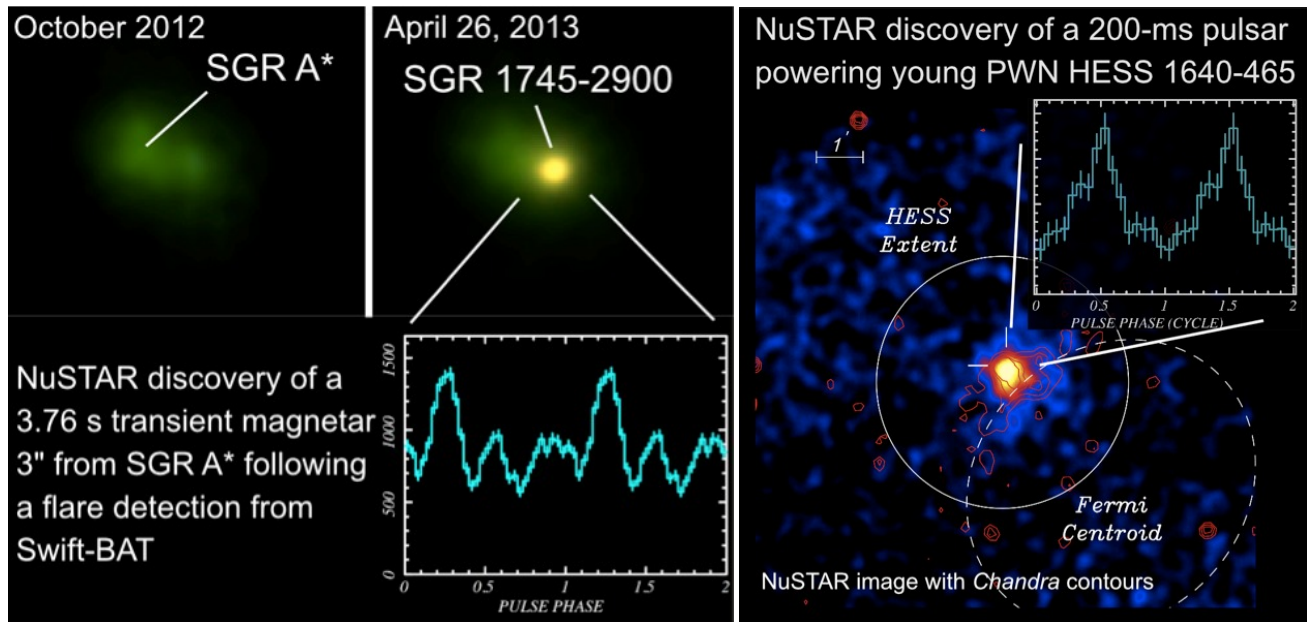 October 2012
SGR A*
April 26, 2013
SGR 1745-2900
NuSTAR discovery of a
3.76 s transient magnetar
3" from SGR A* following
a flare detection from
Swift-BAT
1500
1000
500
0
0 0.5 1 1.5 2
PULSE PHASE
NuSTAR discovery of a 200-ms pulsar
powering young PWN HESS 1640-465
1'
HESS
Extent
0 0.5 1 1.5 2
PULSE PHASE (CYCLE)
Fermi
Centroid
NuSTAR image with Chandra contours